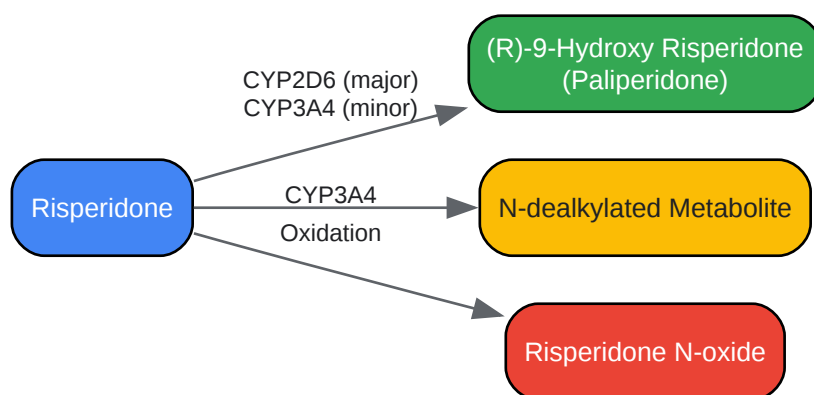 (R)-9-Hydroxy Risperidone
(Paliperidone)
CYP2D6 (major)
CYP3A4 (minor)
Risperidone
CYP3A4
N-dealkylated Metabolite
Oxidation
Risperidone N-oxide